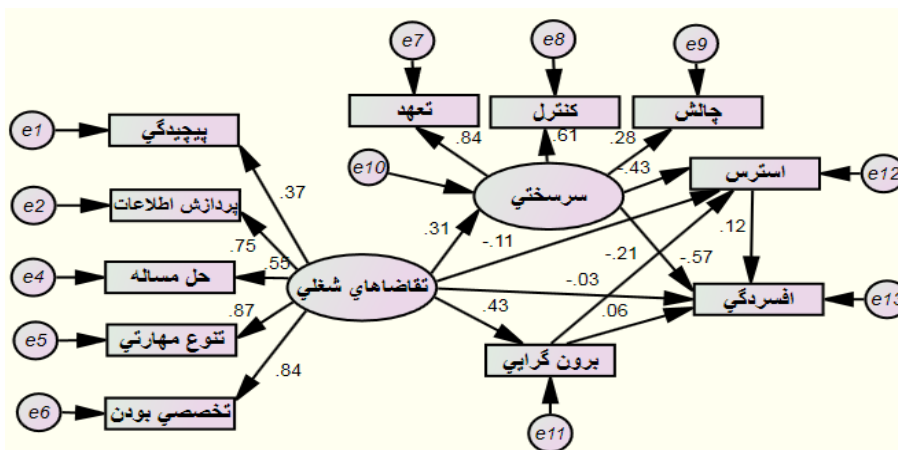 e7
e8
e9
تعهد
كنترل
چالش
e1
پيچيدگي
.84
.61
.28
e10
-.43
استرس
e12
سرسختي
.37
e2
پردازش اطلاعات
.31
-.11
.12
.75
-.21
-.57
e4
حل مساله
.55
تقاضاهاي شغلي
-.03
افسردگي
e13
.87
.43
.06
e5
تنوع مهارتي
برون گرايي
.84
e6
تخصصي بودن
e11